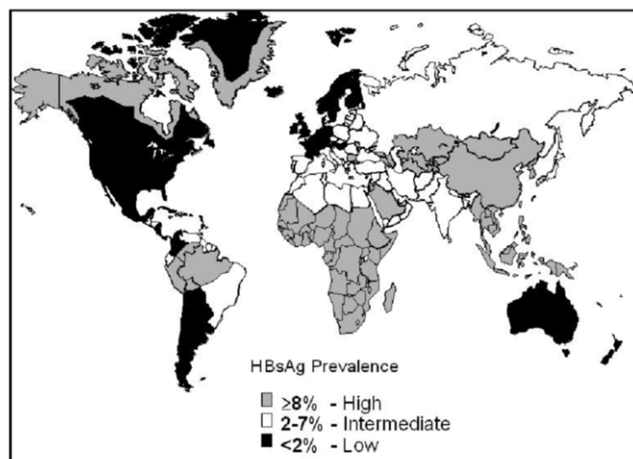 HBsAg Prevalence
≥8% - High
2-7% - Intermediate
<2% - Low